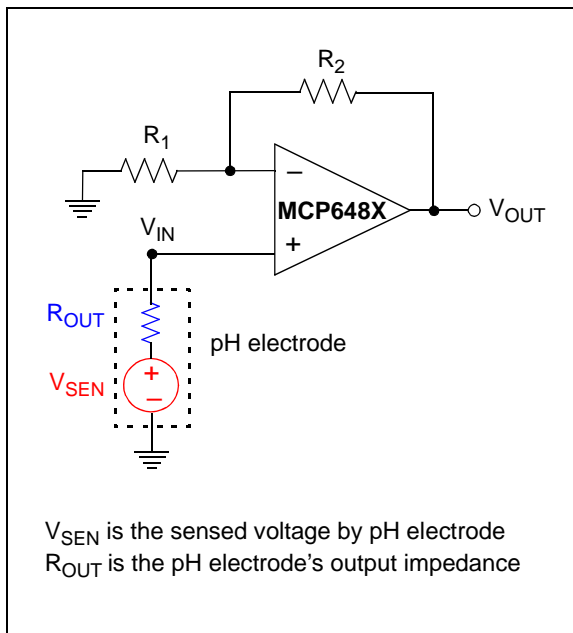 R2
R1
−
MCP648X
VOUT
VIN
+
ROUT
pH electrode
+
VSEN
−
VSEN is the sensed voltage by pH electrode
ROUT is the pH electrode's output impedance